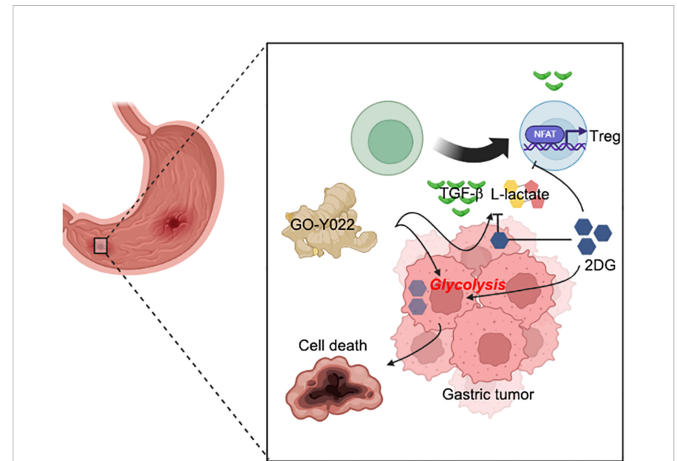 NFAT
Treg
TGF-β
L-lactate
GO-Y022
2DG
Glycolysis
Cell death
Gastric tumor